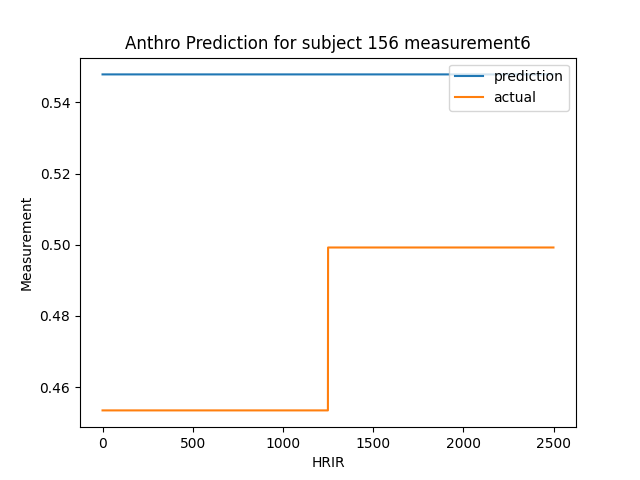 Anthro Prediction for subject 156 measurement6
prediction
actual
0.54
0.52
0.50
0.48
0.46
Measurement
0 500 1000 1500 2000 2500
HRIR